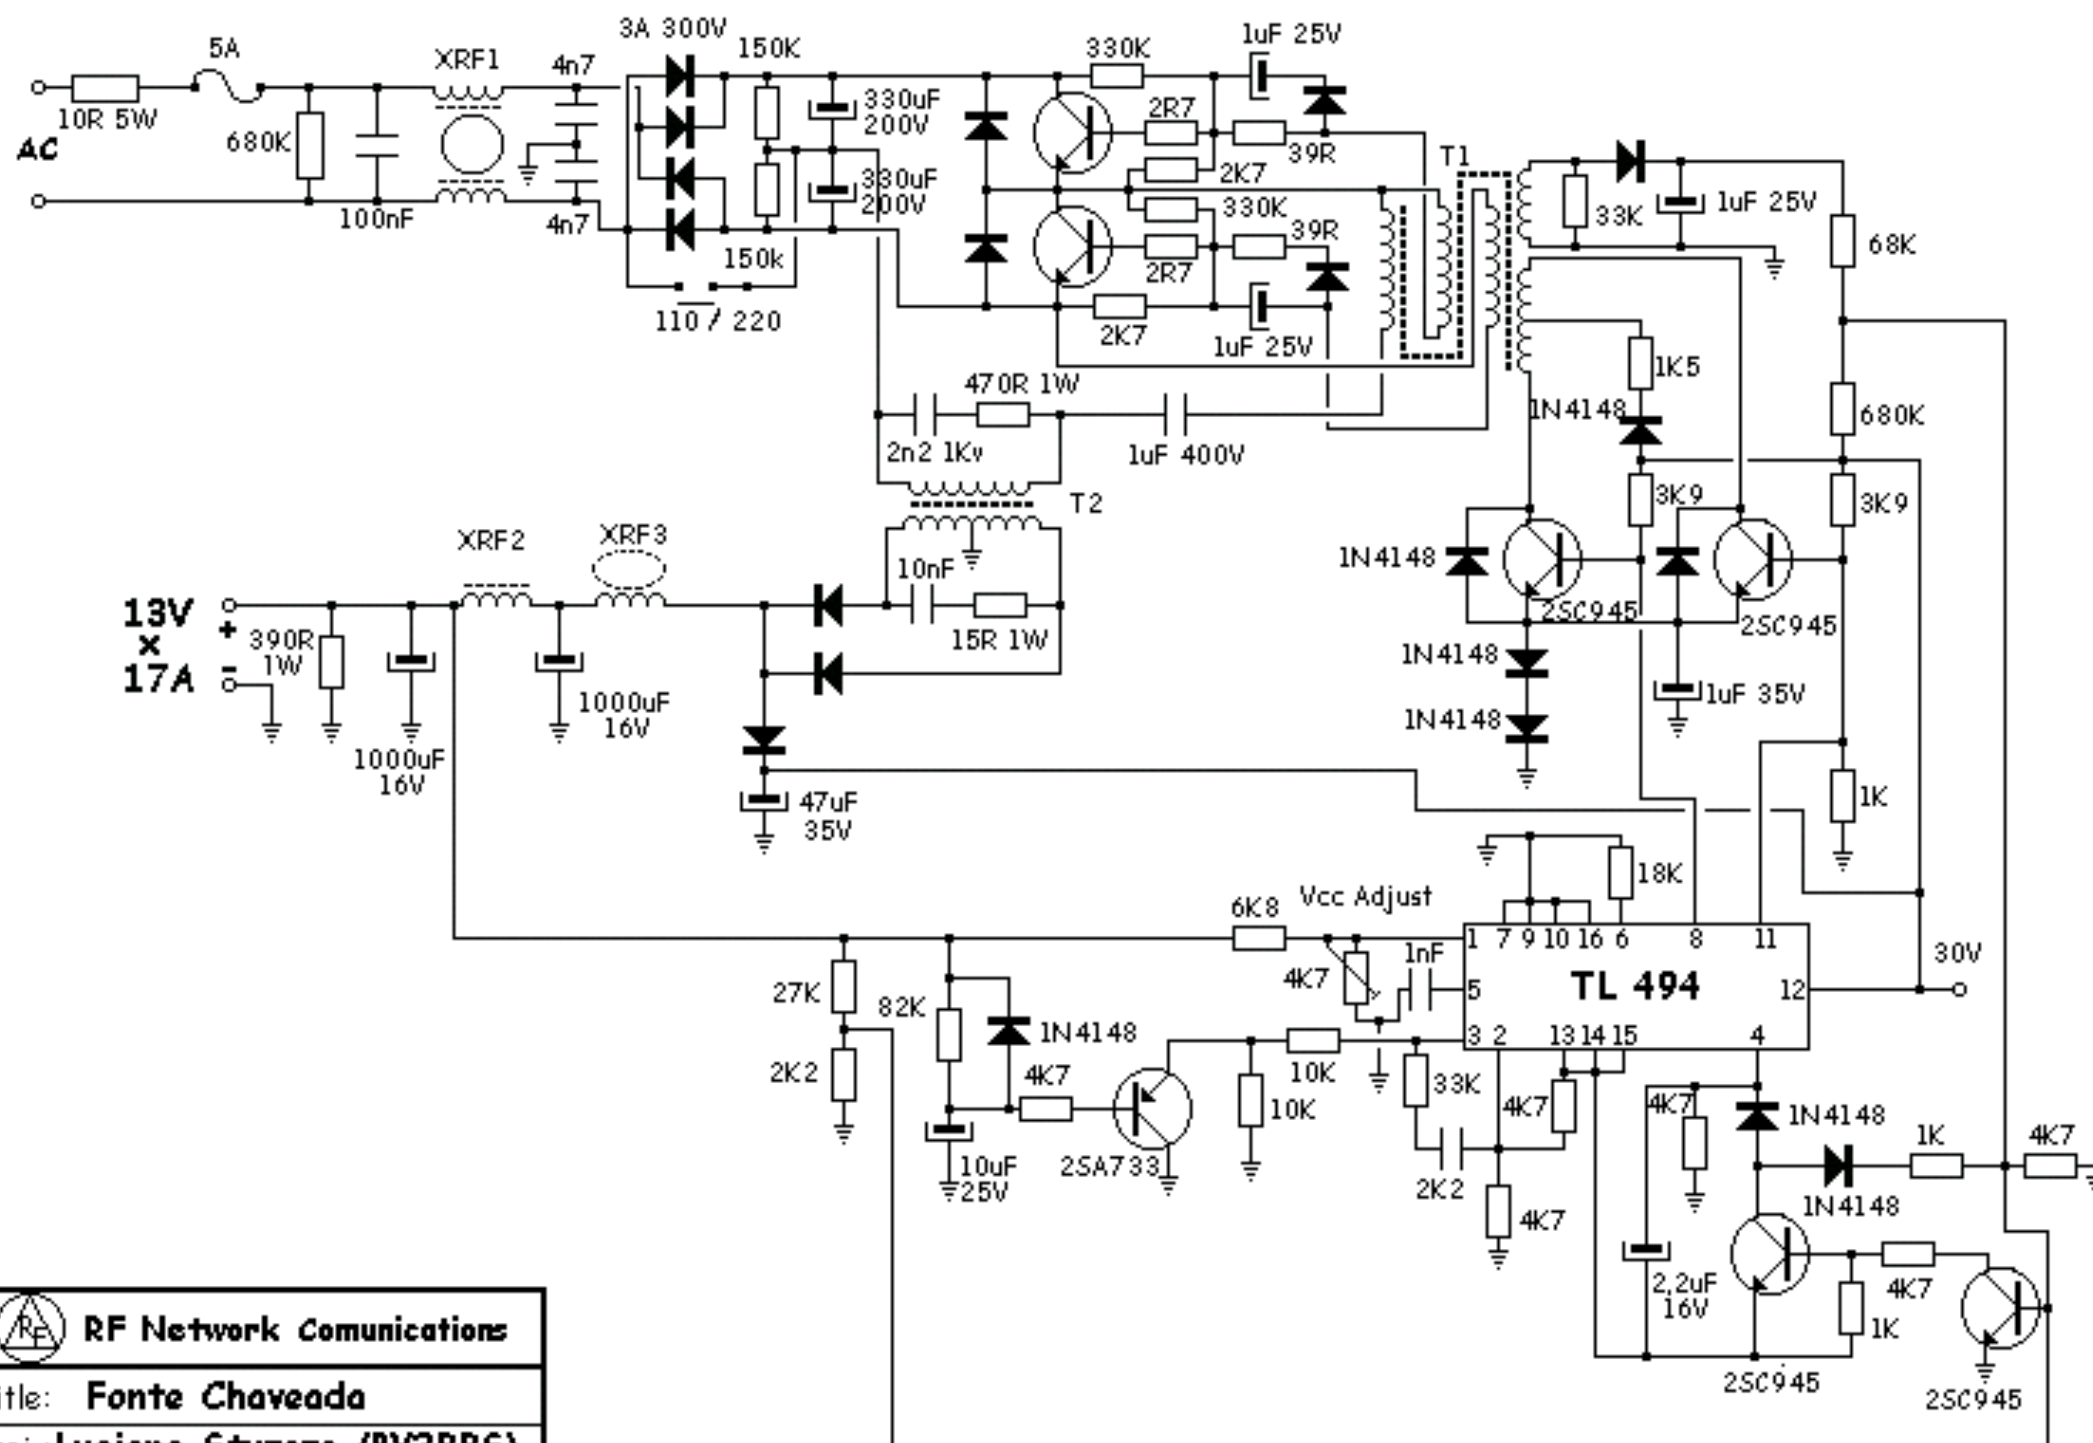 3A 300V
1uF 25V
5A
XRF1
4n7
150K
330K
10R 5W
AC
680K
100nF
4n7
330uF
200V
330uF
200V
150k
110 / 220
2R7
39R
2K7
330K
39R
2R7
2K7
1uF 25V
T1
33K
1uF 25V
68K
1K5
1N4148
680K
3K9
3K9
470R 1W
2n2 1Kv
1uF 400V
T2
XRF2
XRF3
10nF
15R 1W
13V
x
17A
+
-
390R
1W
1000uF
16V
1000uF
16V
47uF
35V
1N4148
2SC945
2SC945
1N4148
1N4148
1uF 35V
1K
18K
6K8
Vcc Adjust
1 7 9 10 16 6 8 11
1nF
4K7
5
TL 494
12
30V
3 2 13 14 15 4
27K
82K
1N4148
2K2
4K7
10K
10K
33K
4K7
10uF
25V
2SA733
2K2
4K7
4K7
1N4148
1K
4K7
1N4148
2,2uF
16V
4K7
1K
2SC945
2SC945
RF
RF Network Comunications
itle: Fonte Chaveada